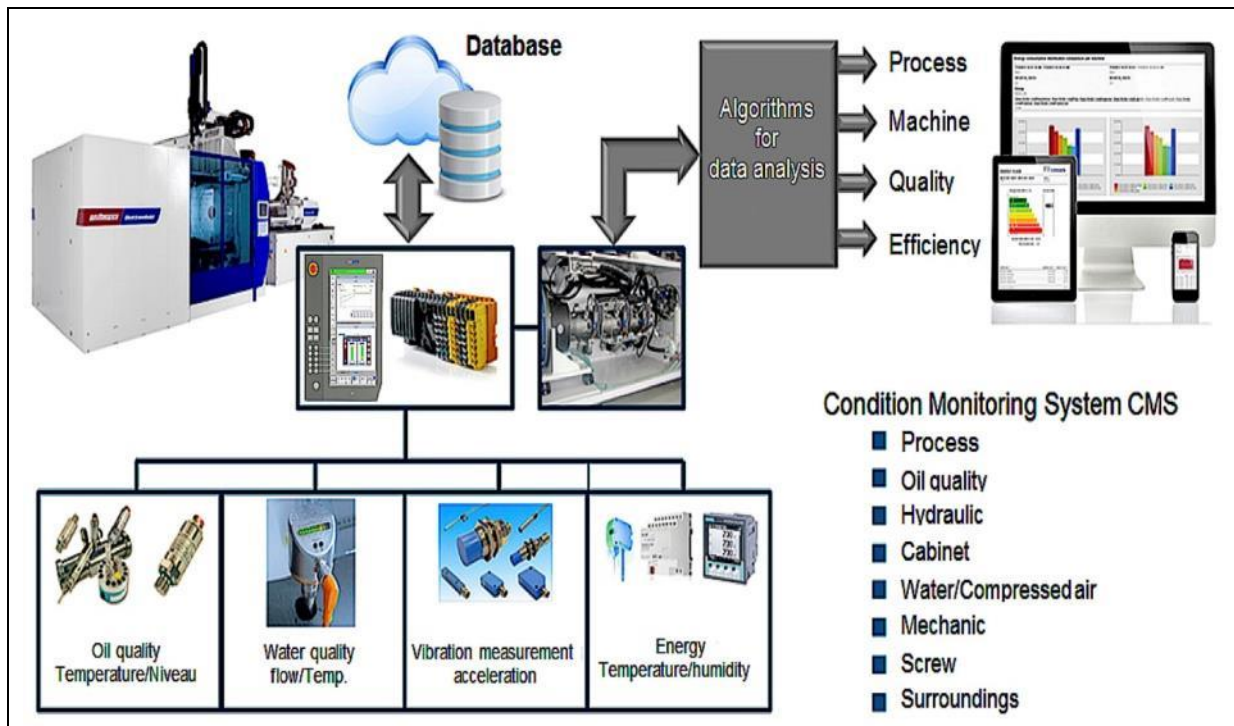 Database
Algorithms
for
data analysis
Process
Machine
Quality
Efficiency
Condition Monitoring System CMS
Process
Oil quality
Hydraulic
Cabinet
Water/Compressed air
Mechanic
Screw
Surroundings
Oil quality
Temperature/Niveau
Water quality
flow/Temp.
Vibration measurement
acceleration
Energy
Temperature/humidity